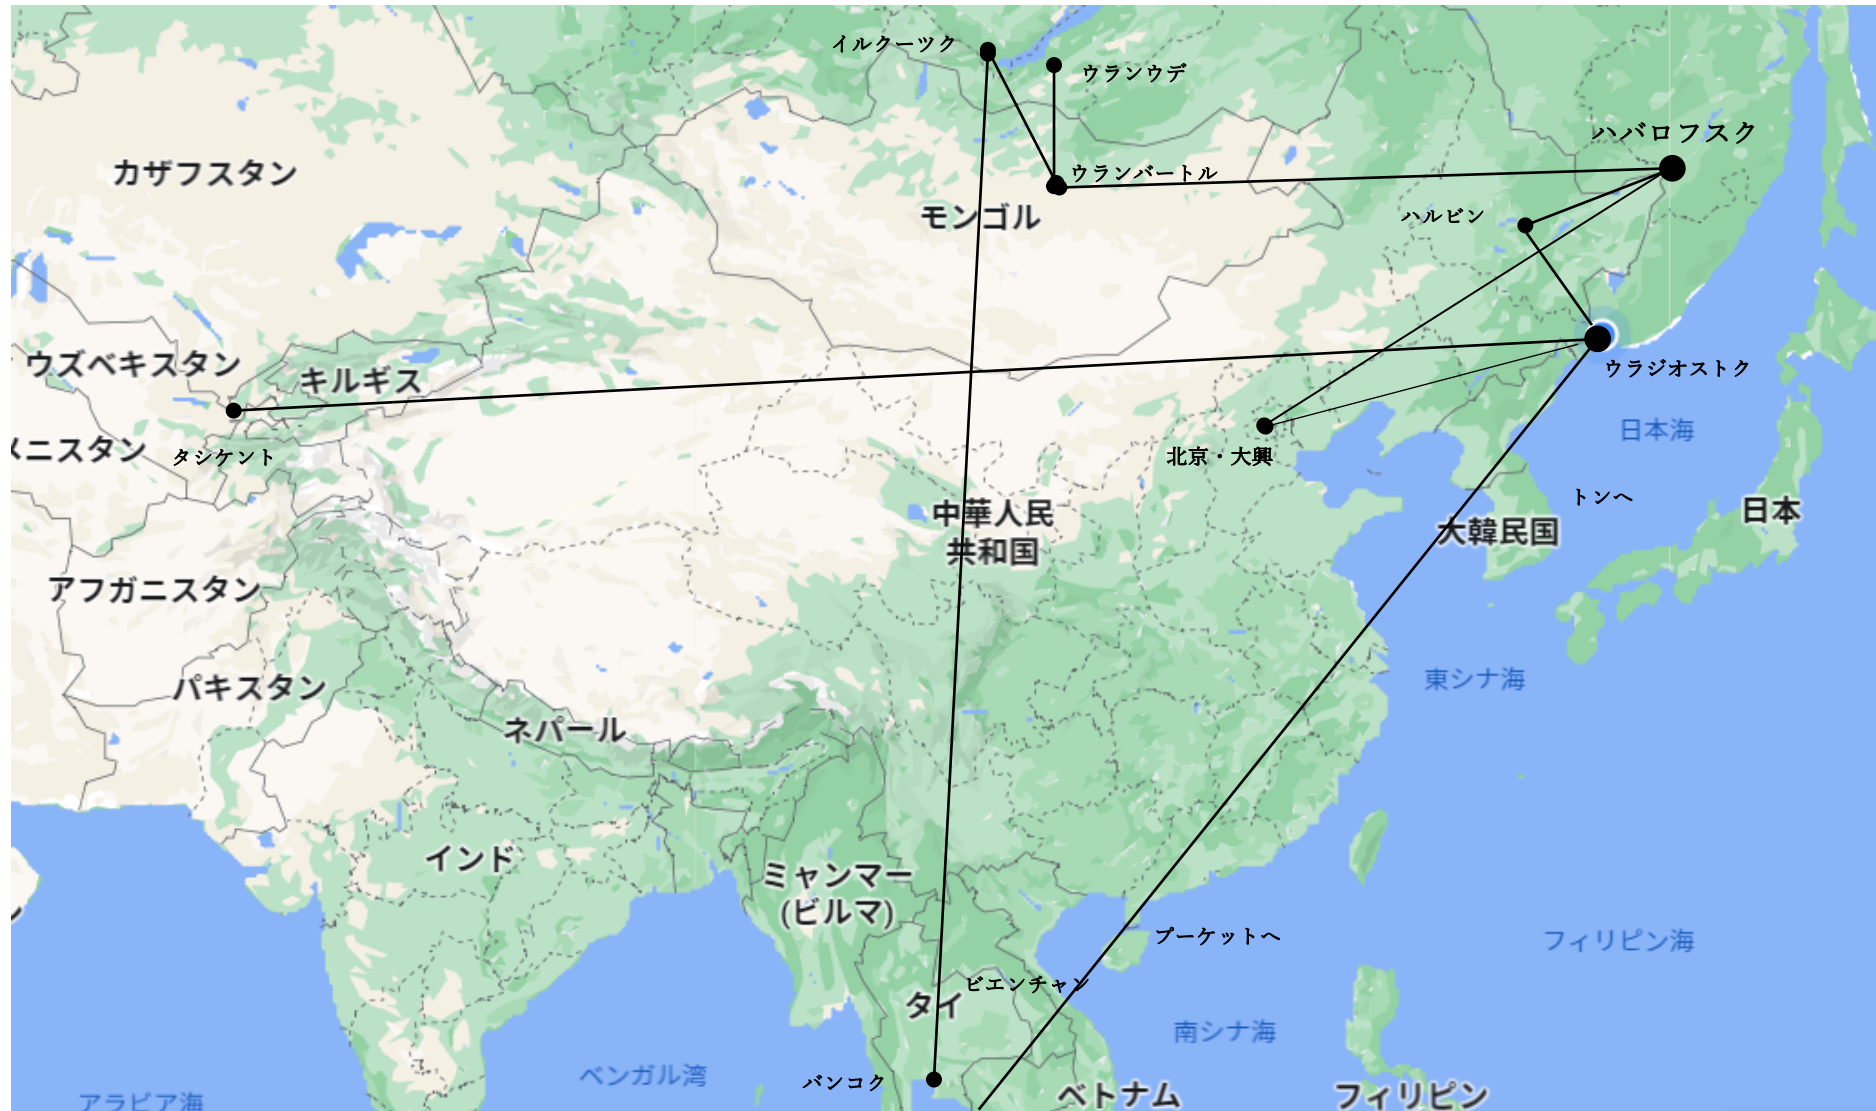 イルクーツク
ウランウデ
ハバロフスク
カザフスタン
ウランバートル
モンゴル
ハルビン
ウズベキスタン
キルギス
ウラジオストク
日本海
メニスタン
タシケント
北京・大興
トンへ
日本
中華人民
共和国
大韓民国
アフガニスタン
パキスタン
東シナ海
ネパール
インド
ミャンマー
(ビルマ)
プーケットへ
フィリピン海
ビエンチャン
タイ
南シナ海
ベンガル湾
バンコク
ベトナム
フィリピン
アラビア海